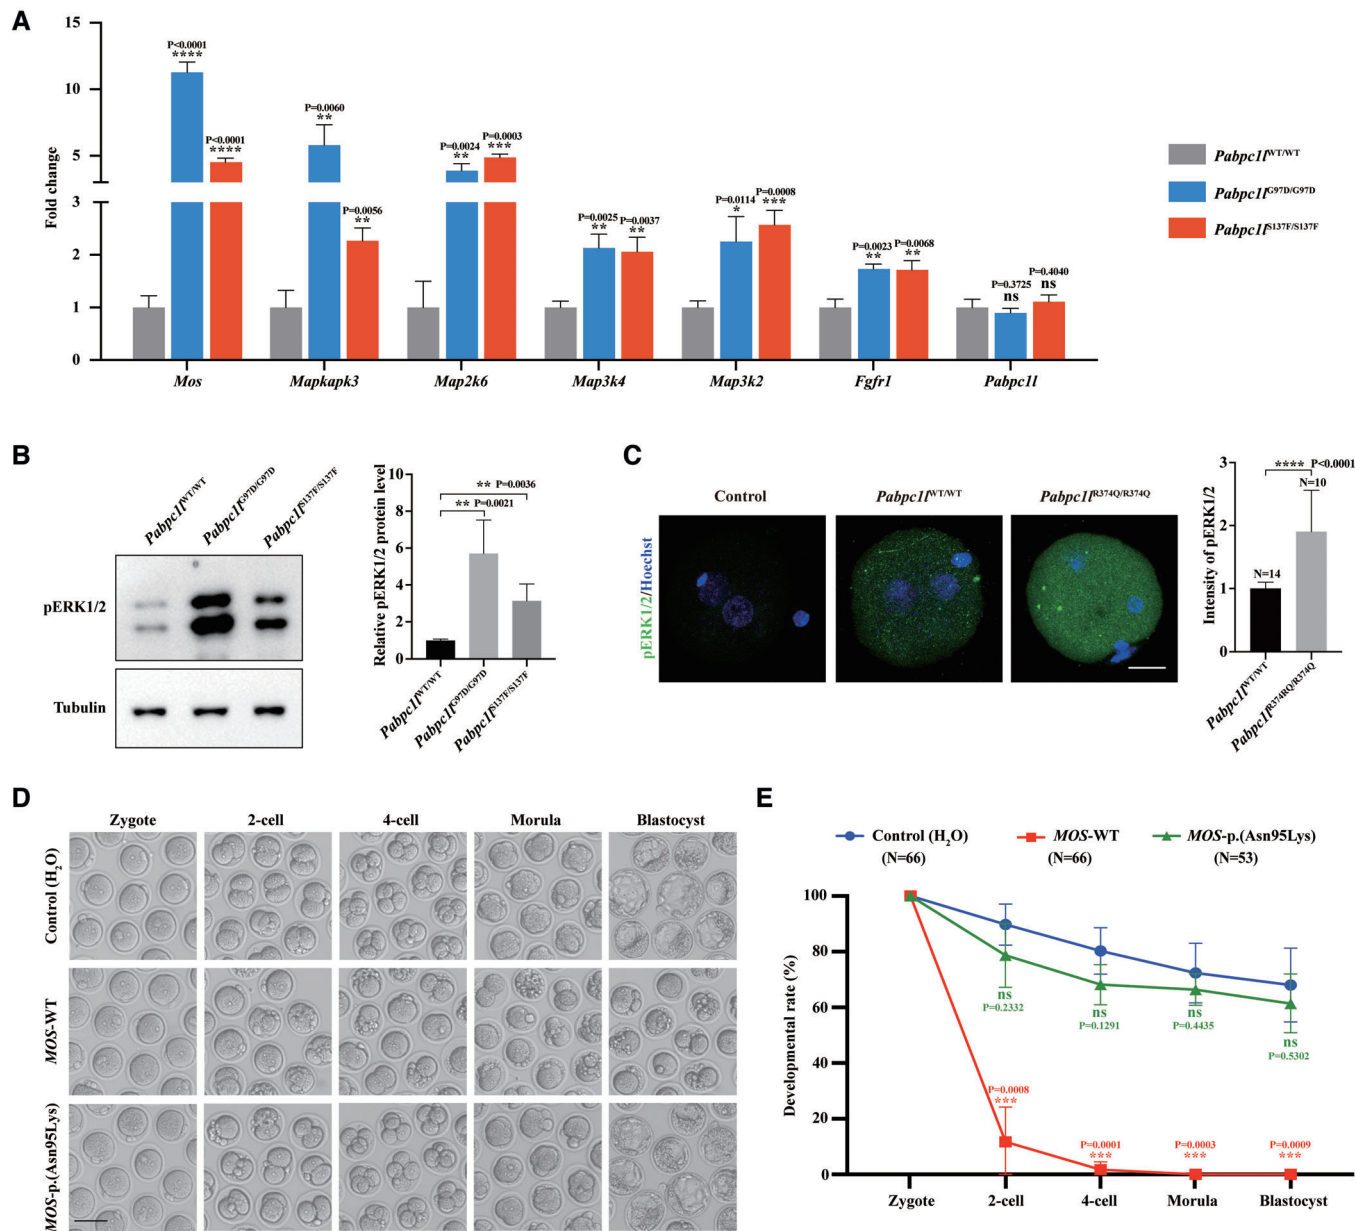 A
Fold change
15
10
5
3
2
1
0
P<0.0001
****
P<0.0001
****
P=0.0060
**
P=0.0056
**
P=0.0024
**
P=0.0003
***
P=0.0025
**
P=0.0037
**
P=0.0114
*
P=0.0008
***
P=0.0023
**
P=0.0068
**
P=0.3725
ns
P=0.4040
ns
Mos
Mapkapk3
Map2k6
Map3k4
Map3k2
Fgfr1
Pabpc1l
Pabpc1l^WT/WT
Pabpc1l^G97D/G97D
Pabpc1l^S137F/S137F
B
Pabpc1l^WT/WT
Pabpc1l^G97D/G97D
Pabpc1l^S137F/S137F
pERK1/2
Tubulin
Relative pERK1/2 protein level
10
8
6
4
2
0
** P=0.0036
** P=0.0021
Pabpc1l^WT/WT
Pabpc1l^G97D/G97D
Pabpc1l^S137F/S137F
C
Control
Pabpc1l^WT/WT
Pabpc1l^R374Q/R374Q
pERK1/2/Hoechst
Intensity of pERK1/2
3
2
1
0
**** P<0.0001
N=14
N=10
Pabpc1l^WT/WT
Pabpc1l^R374RQ/R374Q
D
Zygote
2-cell
4-cell
Morula
Blastocyst
Control (H₂O)
MOS-WT
MOS-p.(Asn95Lys)
E
Control (H₂O)
(N=66)
MOS-WT
(N=66)
MOS-p.(Asn95Lys)
(N=53)
Developmental rate (%)
100
80
60
40
20
0
ns
P=0.2332
ns
P=0.1291
ns
P=0.4435
ns
P=0.5302
P=0.0008
***
P=0.0001
***
P=0.0003
***
P=0.0009
***
Zygote
2-cell
4-cell
Morula
Blastocyst